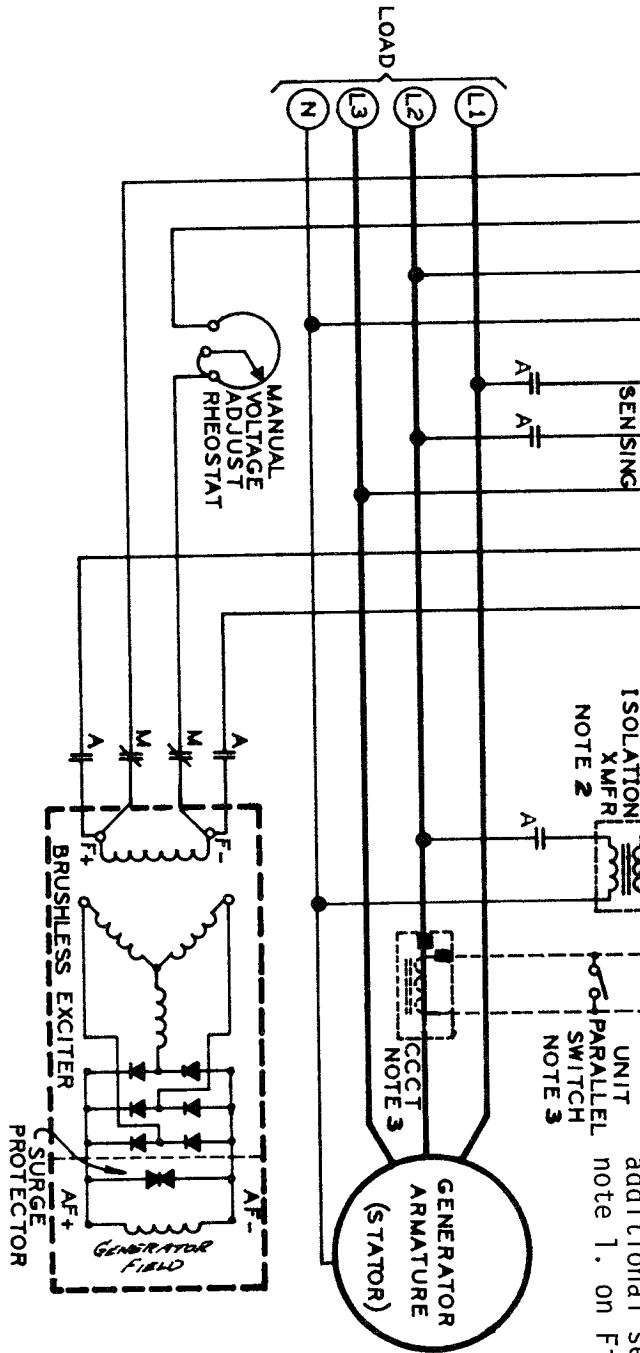 LOAD
N
L3
L2
L1
MANUAL
VOLTAGE
ADJUST
RHEOSTAT
A
A
SENSING
ISOLATION
XMFR
NOTE 2
A
A
M
M
A
F+
F-
BRUSHLESS EXCITER
CCCT
NOTE 3
UNIT
PARALLEL
SWITCH
NOTE 3
additional
note 1. on
SURGE
PROTECTOR
AF+
AF-
GENERATOR
FIELD
GENERATOR
ARMATURE
(STATOR)